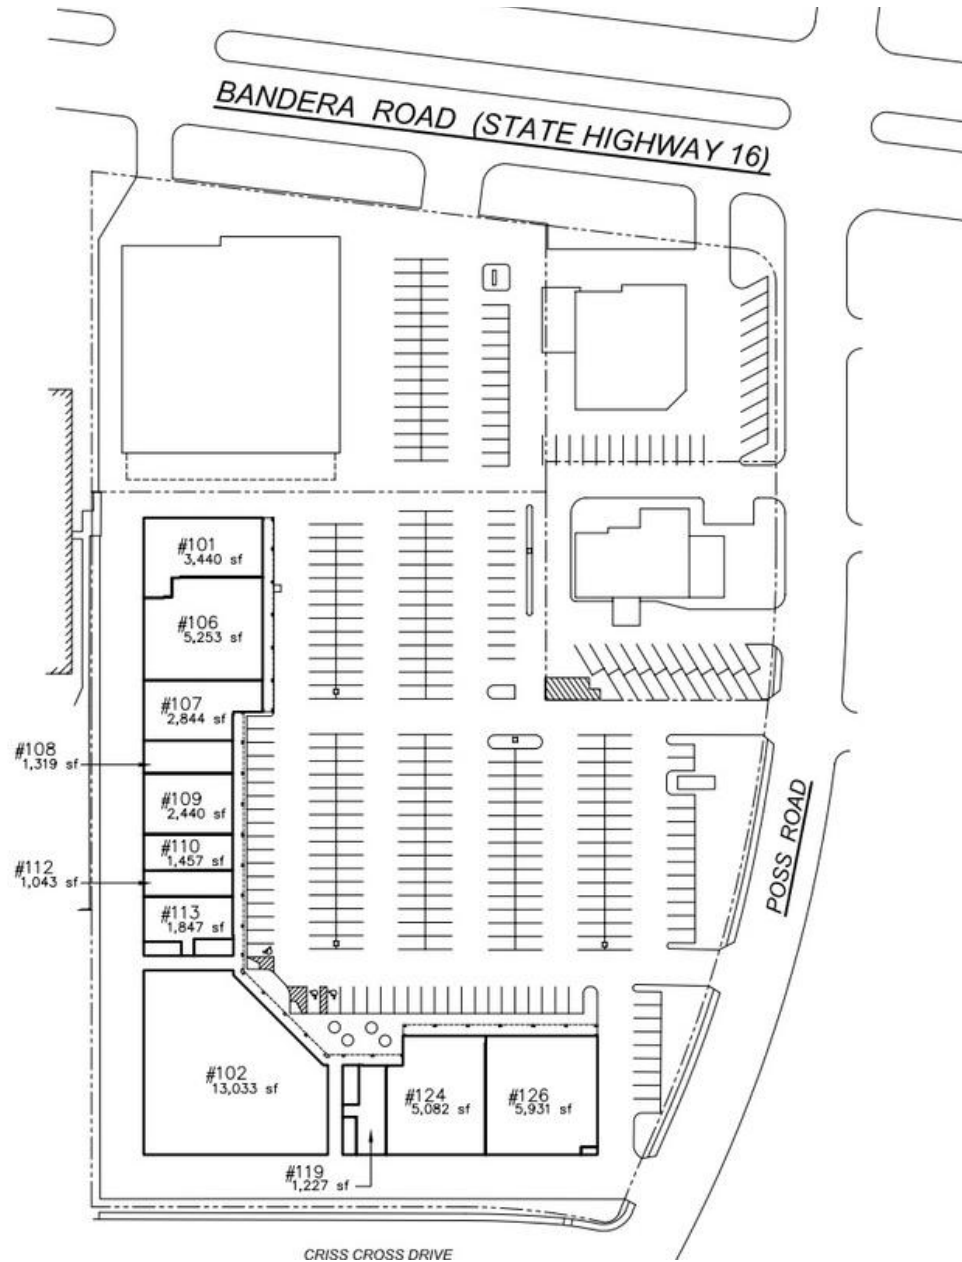 BANDERA ROAD (STATE HIGHWAY 16)
#101
3,440 sf
#106
5,253 sf
#107
2,844 sf
#108
1,319 sf
#109
2,440 sf
#110
1,457 sf
#112
1,043 sf
#113
1,847 sf
POSS ROAD
#102
13,033 sf
#124
5,082 sf
#126
5,931 sf
#119
1,227 sf
CRISS CROSS DRIVE